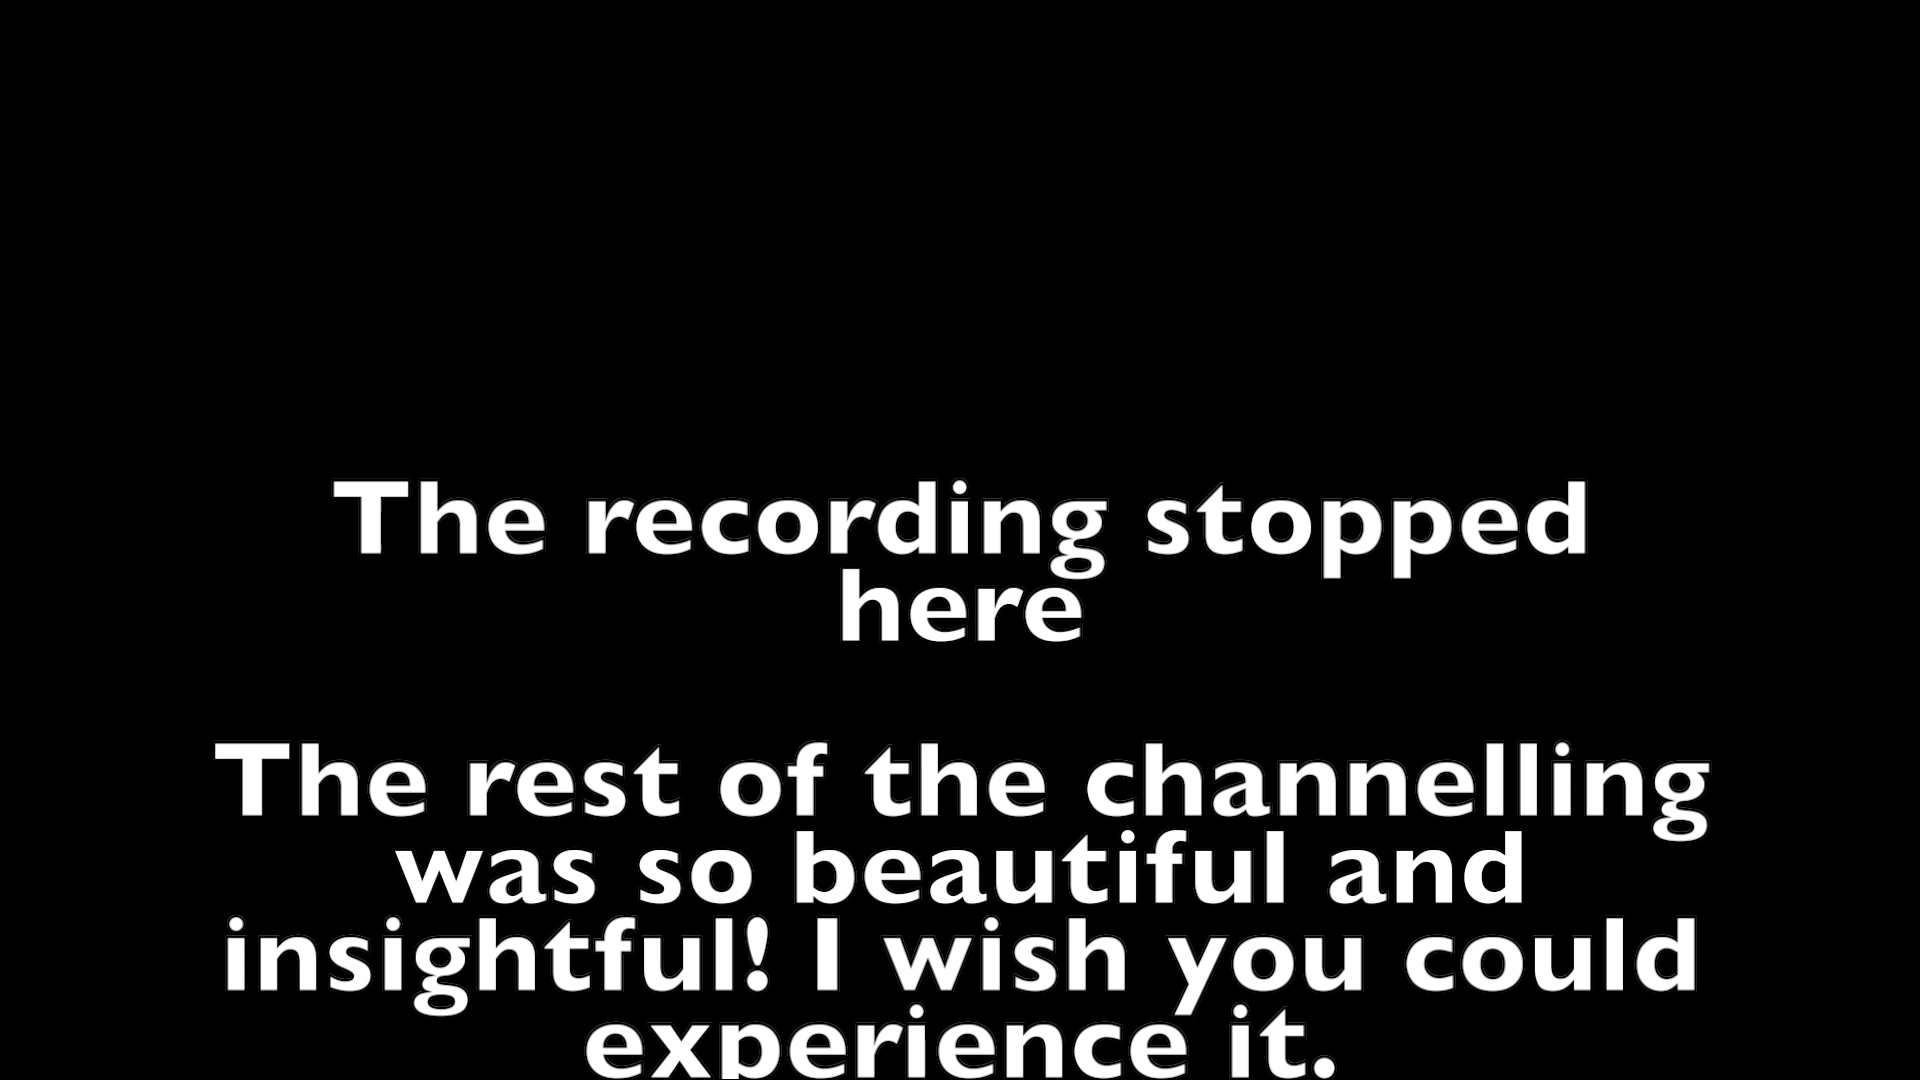 The recording stopped
here
The rest of the channelling
was so beautiful and
insightful! I wish you could
experience it.